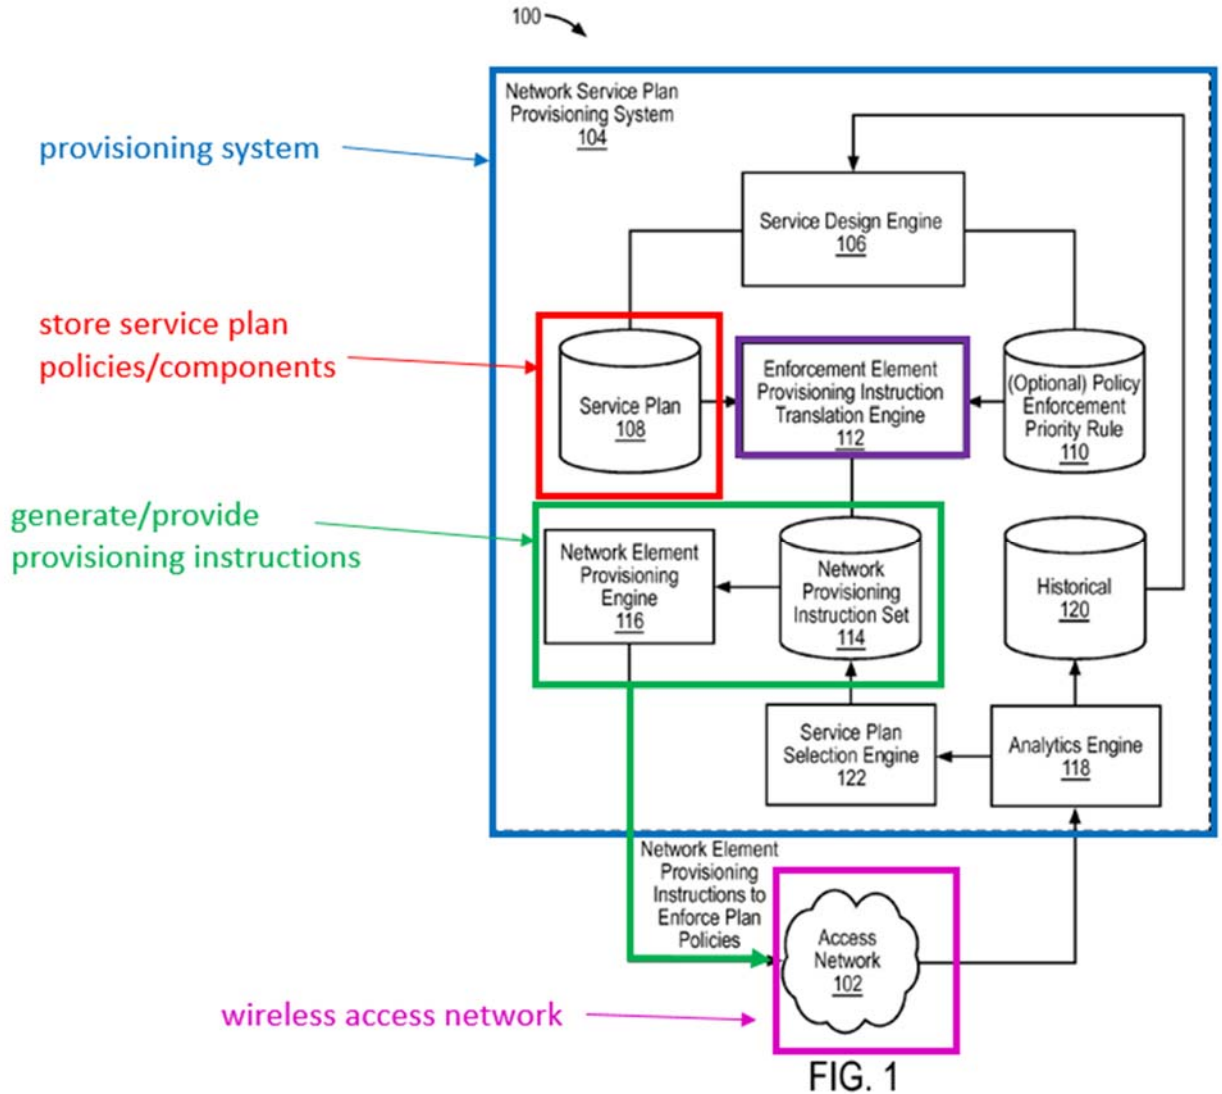 100
Network Service Plan
Provisioning System
104
provisioning system
Service Design Engine
106
store service plan
policies/components
Service Plan
108
Enforcement Element
Provisioning Instruction
Translation Engine
112
(Optional) Policy
Enforcement
Priority Rule
110
generate/provide
provisioning instructions
Network Element
Provisioning
Engine
116
Network
Provisioning
Instruction Set
114
Historical
120
Service Plan
Selection Engine
122
Analytics Engine
118
Network Element
Provisioning
Instructions to
Enforce Plan
Policies
Access
Network
102
wireless access network
FIG. 1